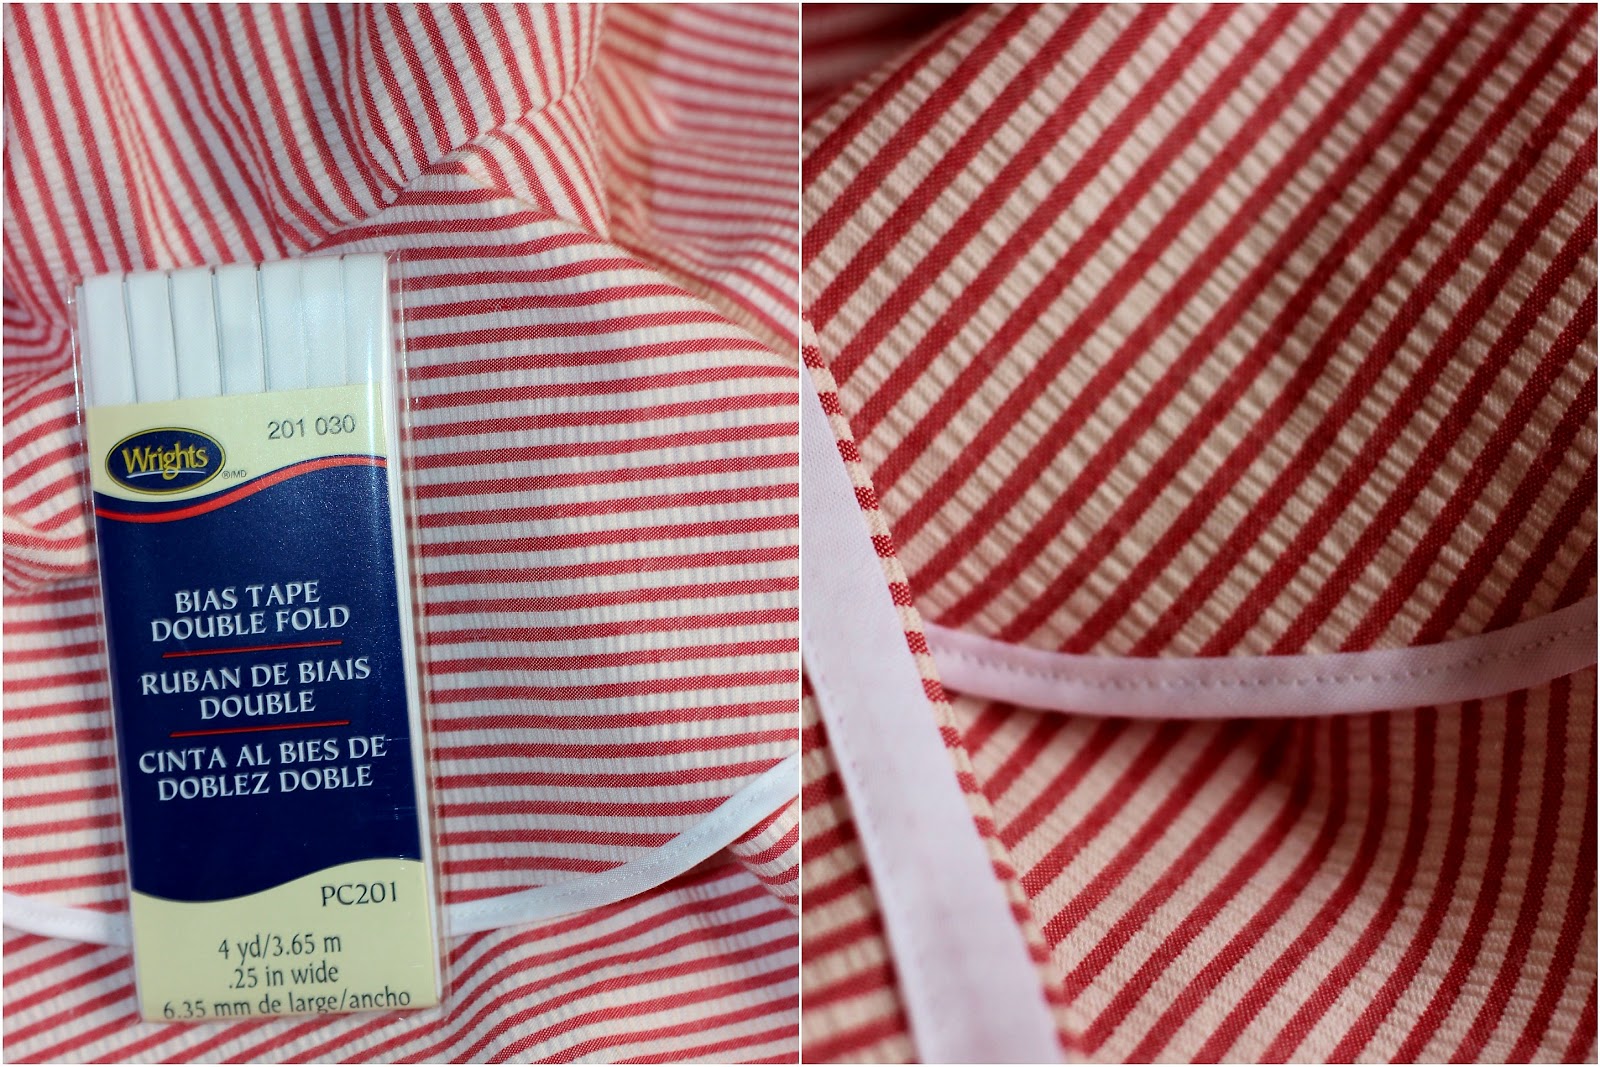 201 030
Wrights
®/MD
BIAS TAPE
DOUBLE FOLD
RUBAN DE BIAIS
DOUBLE
CINTA AL BIES DE
DOBLEZ DOBLE
PC201
4 yd/3.65 m
.25 in wide
6.35 mm de large/ancho